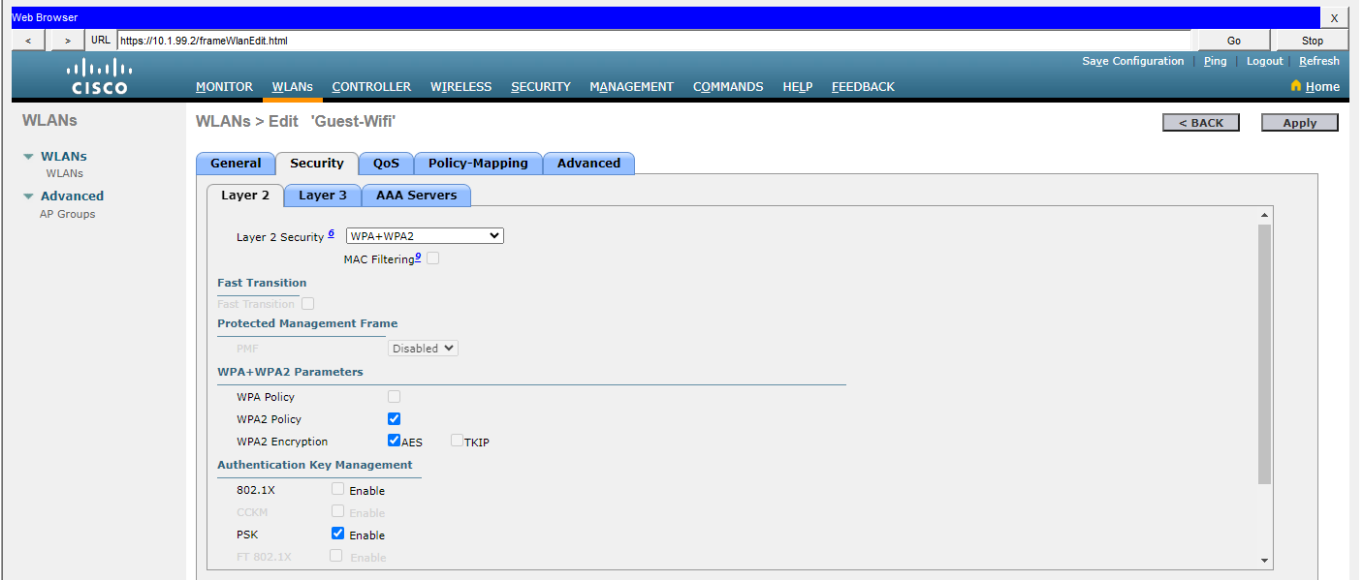 Web Browser X
< > URL https://10.1.99.2/frameWlanEdit.html Go Stop
Save Configuration Ping Logout Refresh
CISCO MONITOR WLANs CONTROLLER WIRELESS SECURITY MANAGEMENT COMMANDS HELP FEEDBACK Home
WLANs WLANs > Edit 'Guest-Wifi' < BACK Apply
WLANs
WLANs
Advanced
AP Groups
General Security QoS Policy-Mapping Advanced
Layer 2 Layer 3 AAA Servers
Layer 2 Security 6 WPA+WPA2
MAC Filtering 9
Fast Transition
Fast Transition
Protected Management Frame
PMF Disabled
WPA+WPA2 Parameters
WPA Policy
WPA2 Policy
WPA2 Encryption AES TKIP
Authentication Key Management
802.1X Enable
CCKM Enable
PSK Enable
FT 802.1X Enable